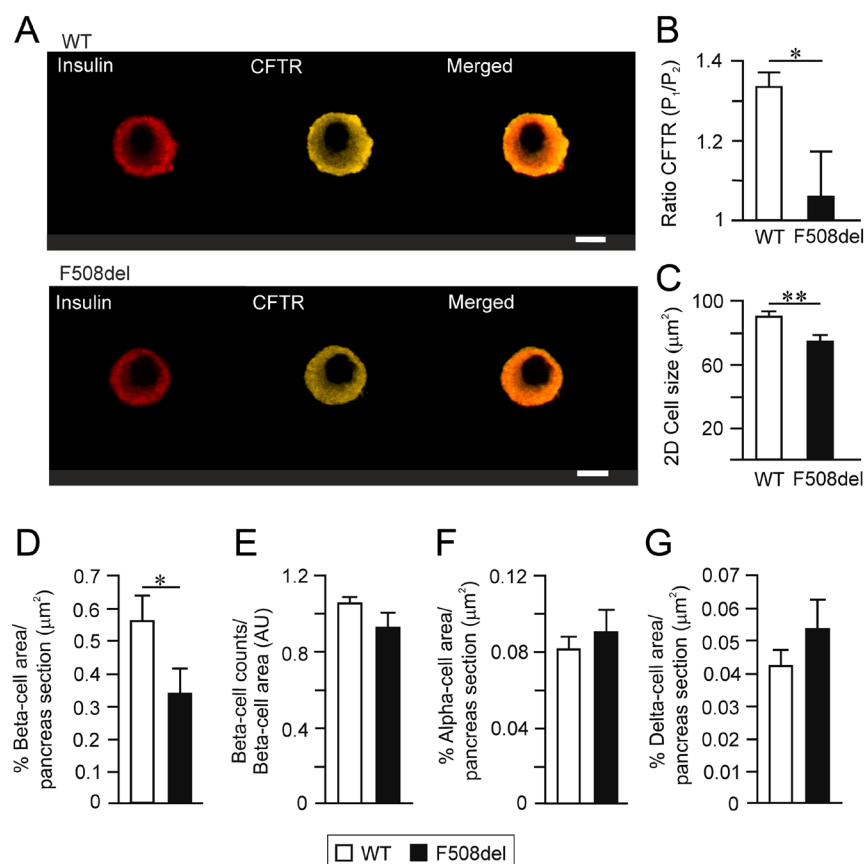 A
WT
Insulin CFTR Merged
F508del
Insulin CFTR Merged
B
Ratio CFTR (P₁/P₂)
1.4
1.2
1
*
WT F508del
C
2D Cell size (µm²)
100
60
20
**
WT F508del
D
% Beta-cell area/
pancreas section (µm²)
0.7
0.6
0.5
0.4
0.3
0.2
0.1
0
*
E
Beta-cell counts/
Beta-cell area (AU)
1.2
0.8
0.4
0
F
% Alpha-cell area/
pancreas section (µm²)
0.12
0.08
0.04
0
G
% Delta-cell area/
pancreas section (µm²)
0.07
0.06
0.05
0.04
0.03
0.02
0.01
0
WT F508del